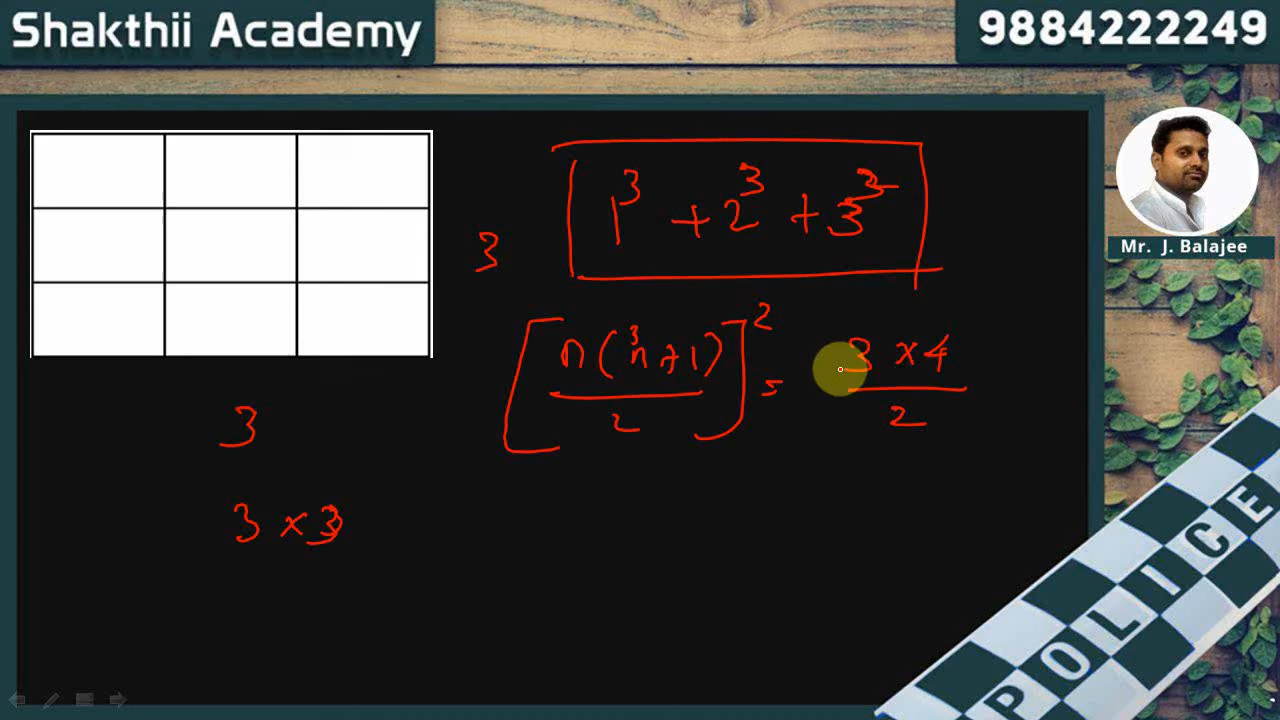 Shakthii Academy
9884222249
1³ + 2³ + 3³
3
[n(n+1)/2]² = 3 × 4 / 2
3
3
3 × 3
Mr. J. Balajee
POLICE